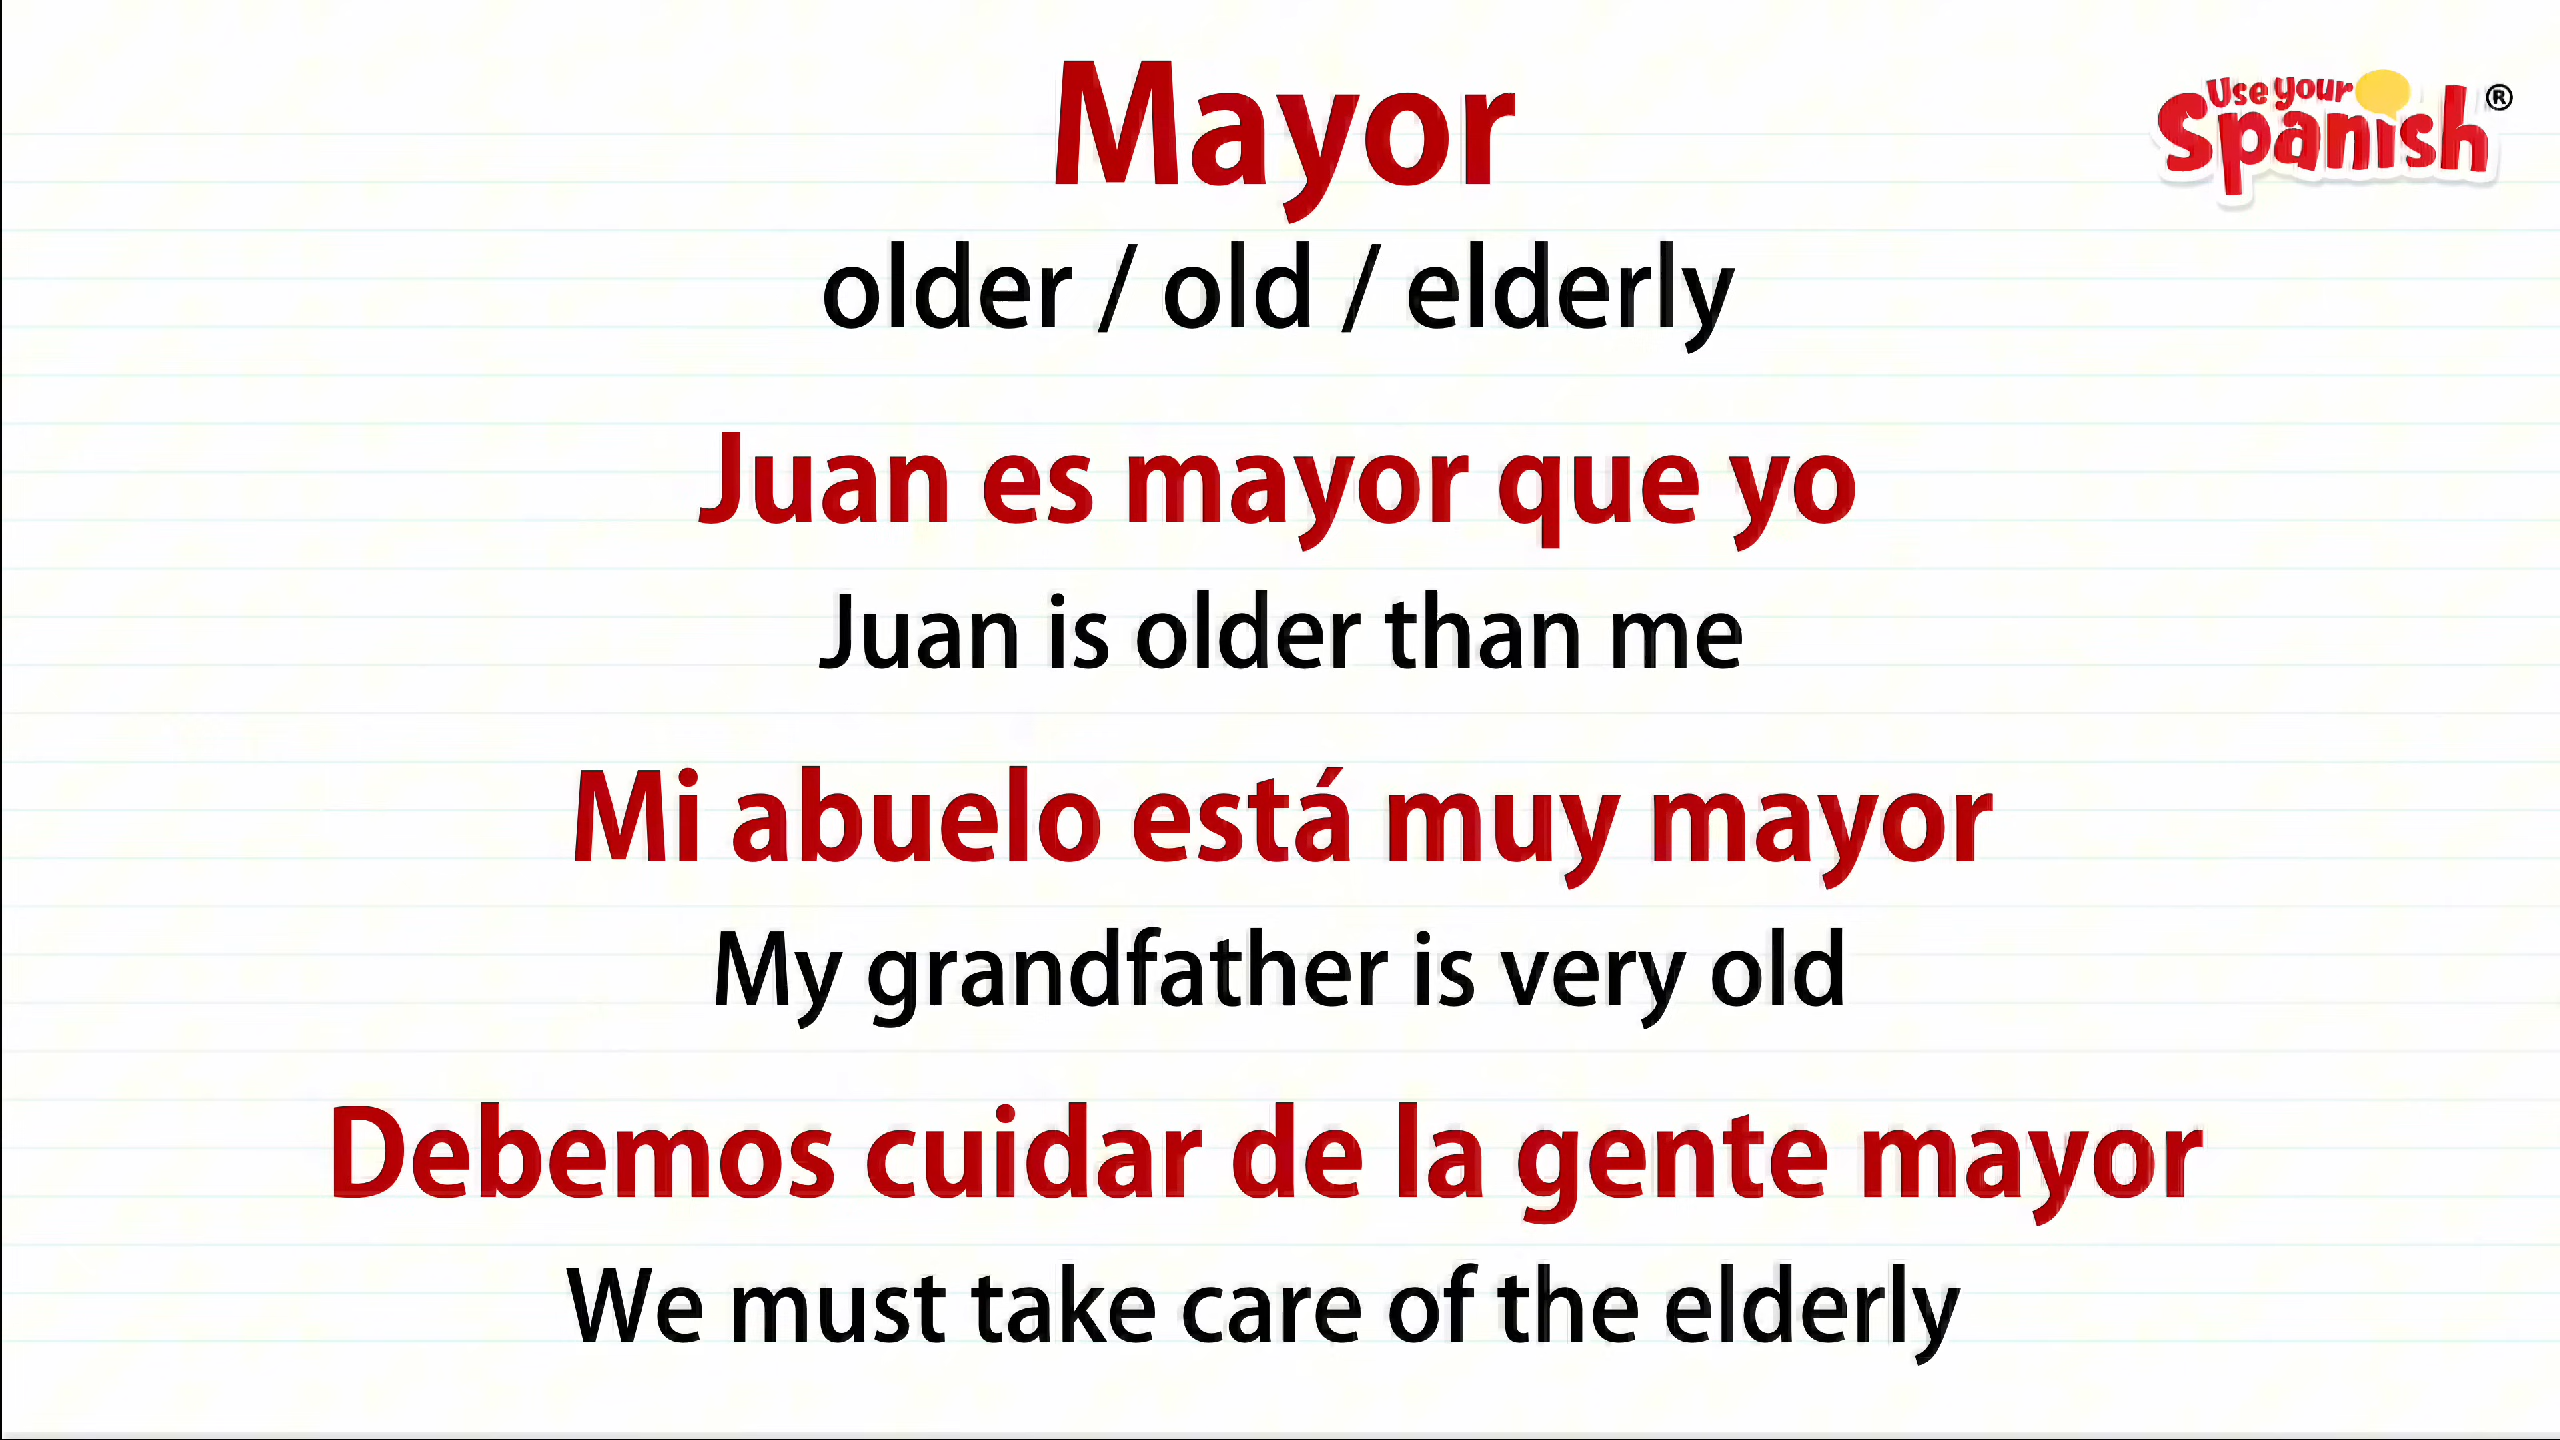 Mayor
Use your
Spanish®
older / old / elderly
Juan es mayor que yo
Juan is older than me
Mi abuelo está muy mayor
My grandfather is very old
Debemos cuidar de la gente mayor
We must take care of the elderly